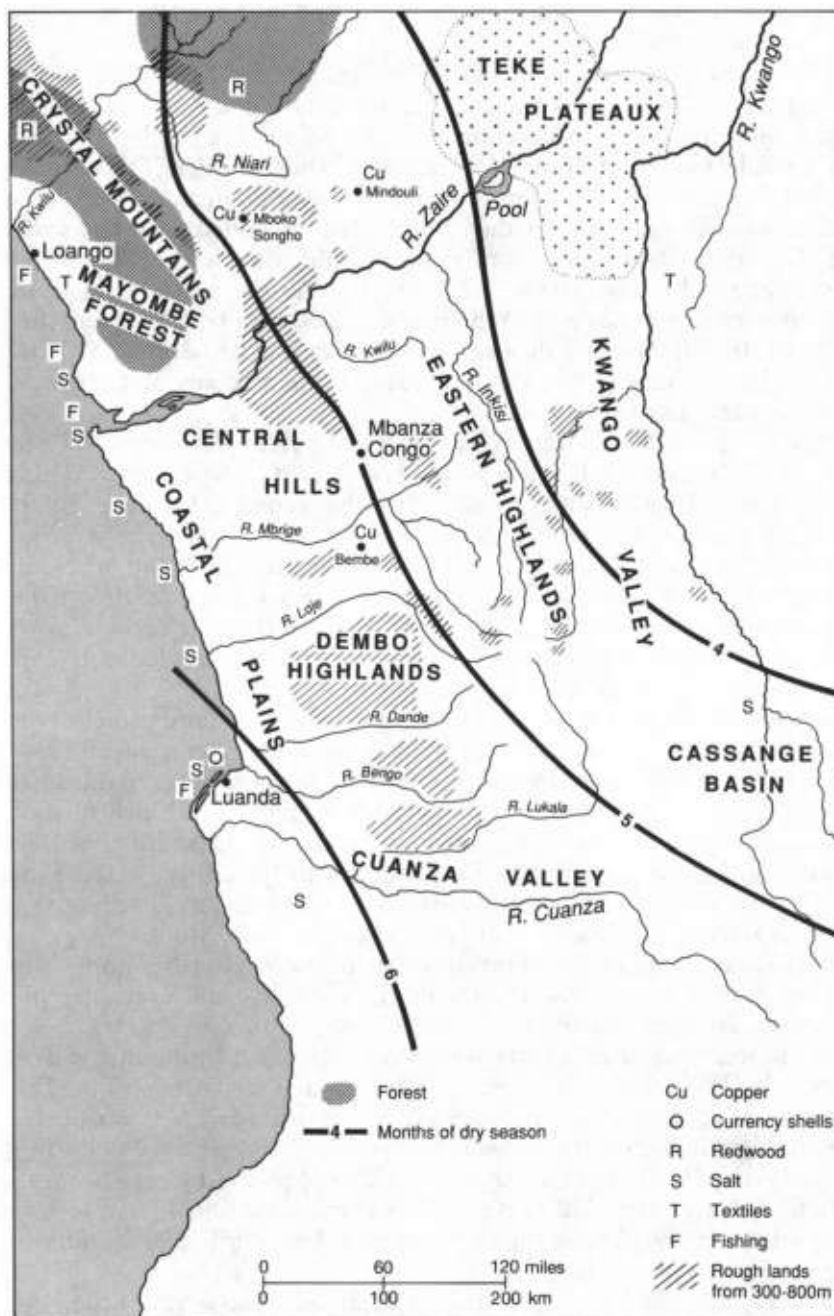 TEKE
PLATEAUX
R. Kwango
R
R
CRYSTAL MOUNTAINS
R. Niari
Cu
Mindouli
Cu
Mboko
Songho
R. Zaire
Pool
R. Kwilu
Loango
F
T
MAYOMBE
FOREST
T
R. Kwilu
R. Inkisi
KWANGO
VALLEY
F
S
F
S
EASTERN HIGHLANDS
CENTRAL
HILLS
Mbanza
Congo
S
COASTAL
PLAINS
R. Mbrige
Cu
Bembe
S
R. Loje
DEMBO
HIGHLANDS
4
S
R. Dande
S
CASSANGE
BASIN
O
S
F
Luanda
R. Bengo
R. Lukala
5
CUANZA
VALLEY
S
R. Cuanza
6
Forest
4
Months of dry season
Cu Copper
O Currency shells
R Redwood
S Salt
T Textiles
F Fishing
Rough lands
from 300-800m
0 60 120 miles
0 100 200 km